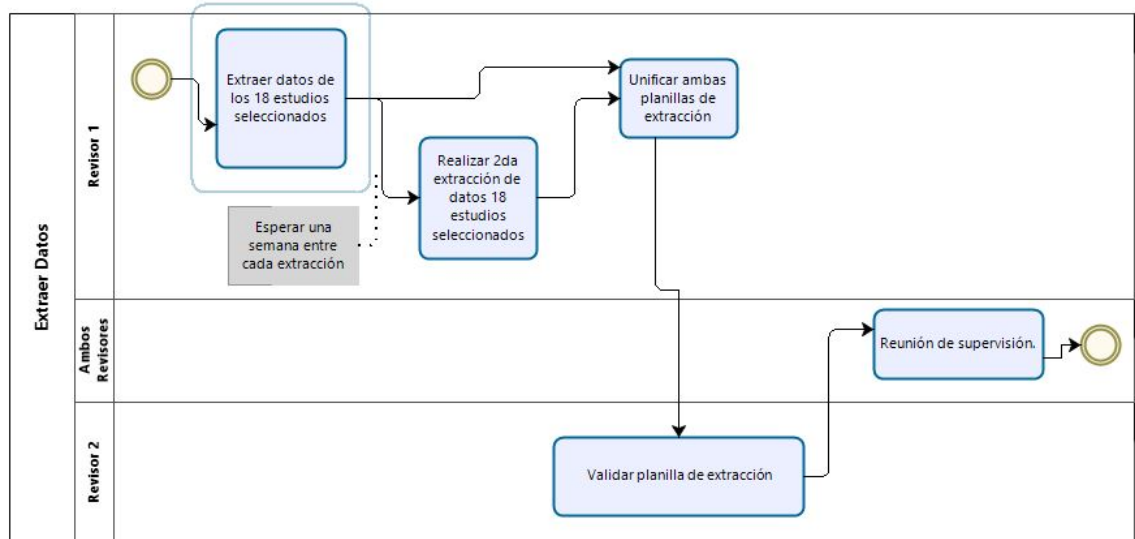 Extraer Datos
Revisor 1
Extraer datos de
los 18 estudios
seleccionados
Esperar una
semana entre
cada extracción
Realizar 2da
extracción de
datos 18
estudios
seleccionados
Unificar ambas
planillas de
extracción
Ambos
Revisores
Reunión de supervisión.
Revisor 2
Validar planilla de extracción